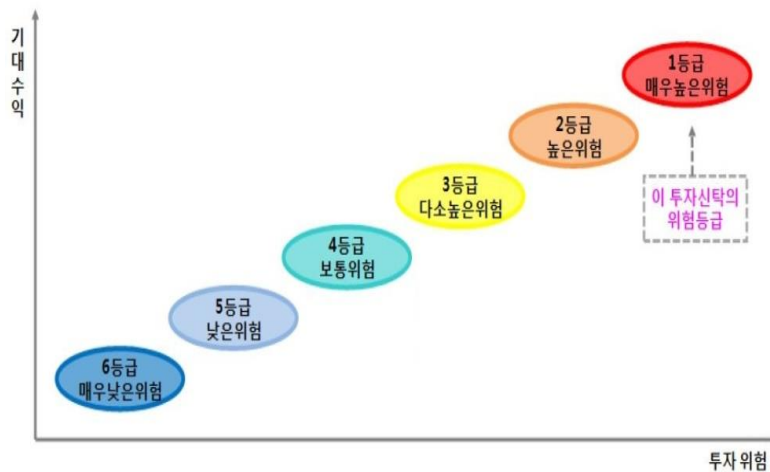 기대수익
1등급
매우높은위험
2등급
높은위험
이 투자신탁의
위험등급
3등급
다소높은위험
4등급
보통위험
5등급
낮은위험
6등급
매우낮은위험
투자 위험